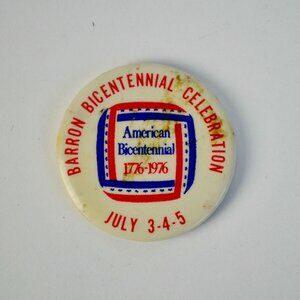 BARRON BICENTENNIAL CELEBRATION
American
Bicentennial
1776-1976
JULY 3-4-5